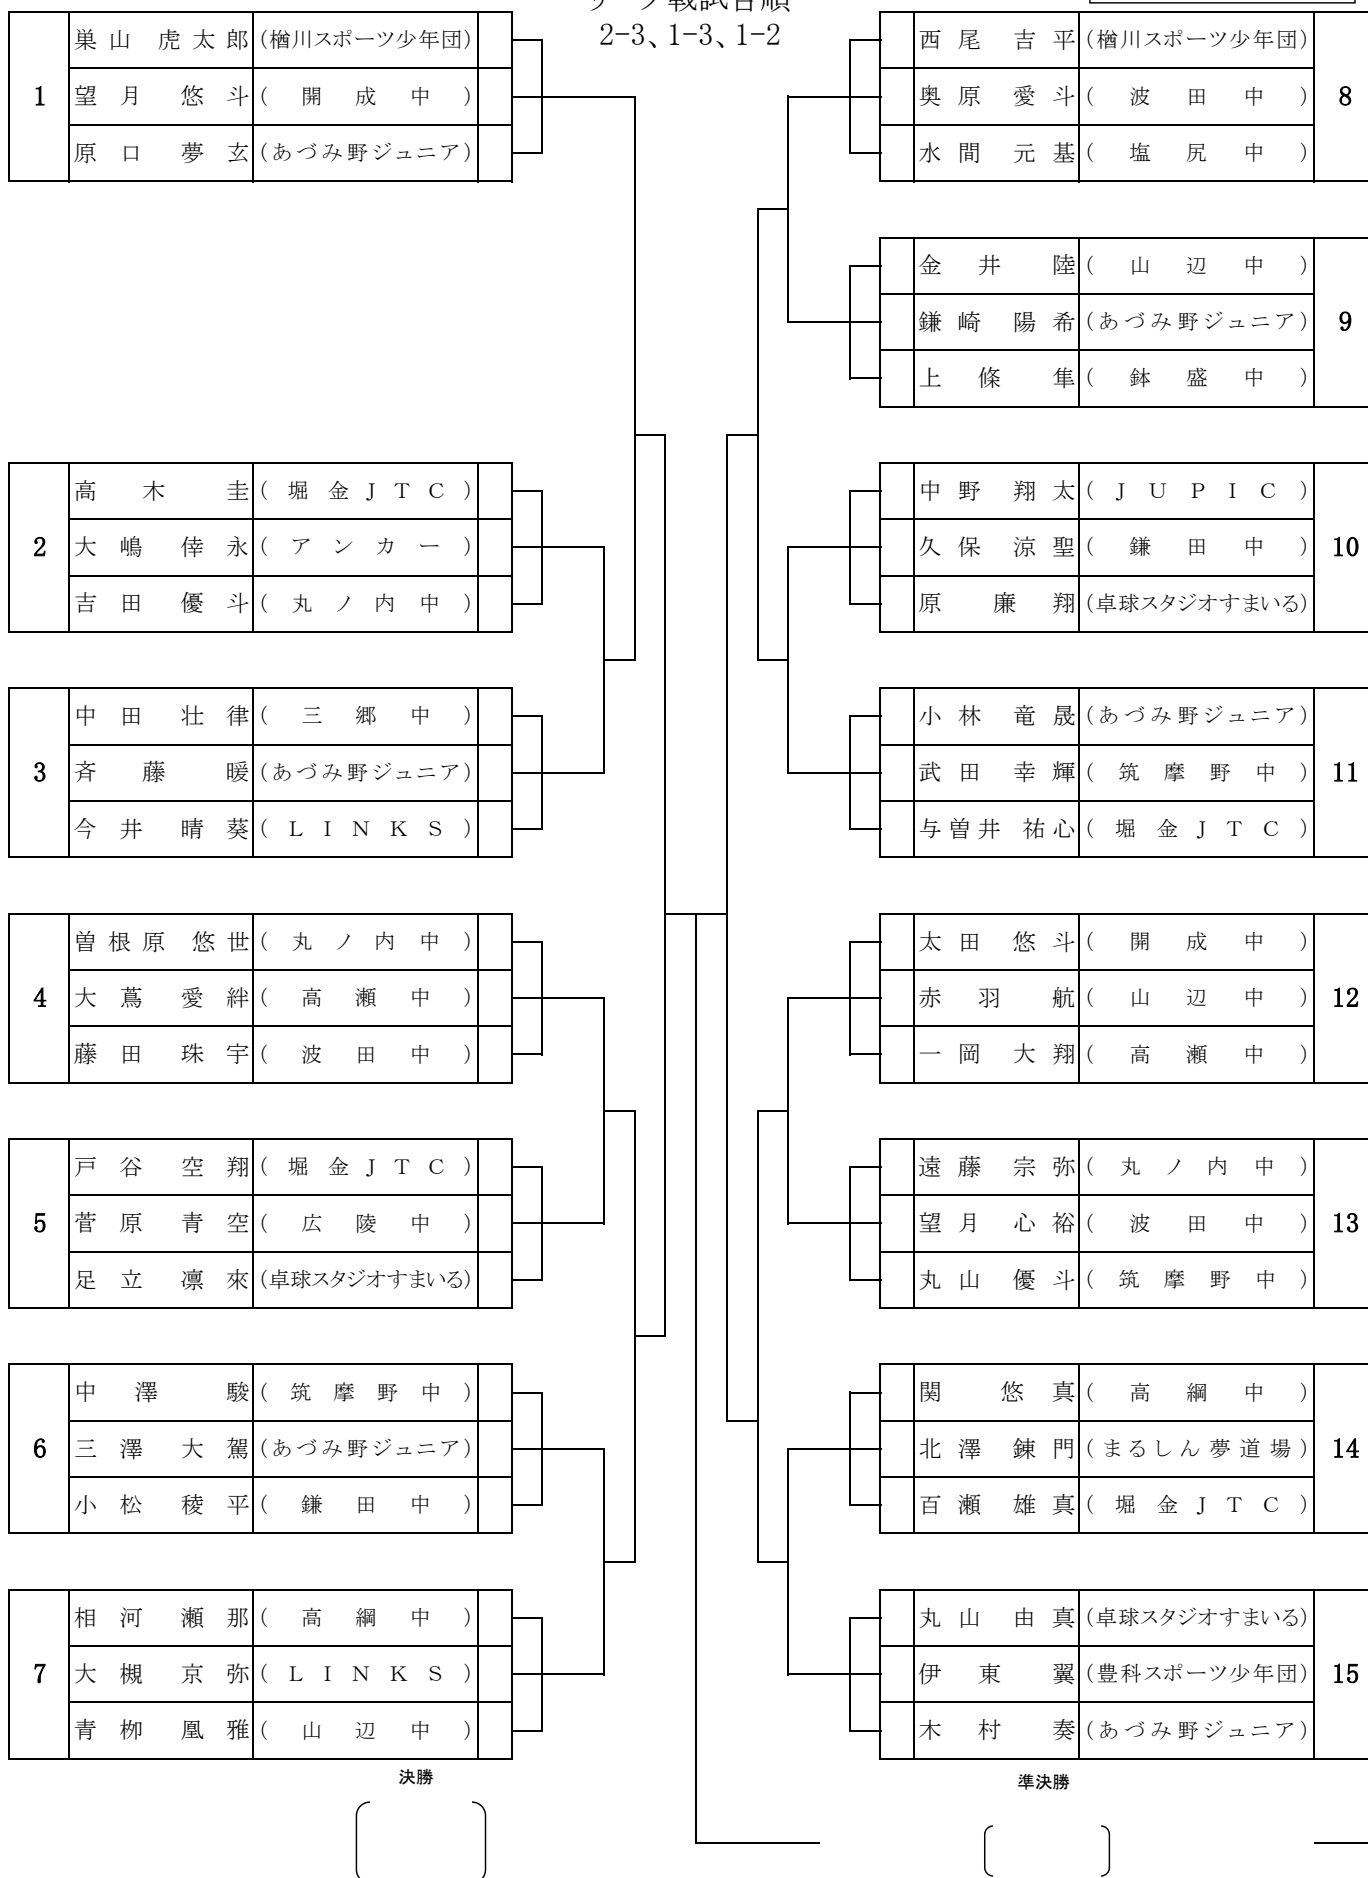 2-3、1-3、1-2
1
巣山 虎太郎 (楢川スポーツ少年団)
望月 悠斗 (開成中)
原口 夢玄 (あづみ野ジュニア)
2
高木 圭 (堀金JTC)
大嶋 倖永 (アンカー)
吉田 優斗 (丸ノ内中)
3
中田 壮律 (三郷中)
斉藤 暖 (あづみ野ジュニア)
今井 晴葵 (LINKS)
4
曽根原 悠世 (丸ノ内中)
大蔦 愛絆 (高瀬中)
藤田 珠宇 (波田中)
5
戸谷 空翔 (堀金JTC)
菅原 青空 (広陵中)
足立 凛來 (卓球スタジオすまいる)
6
中澤 駿 (筑摩野中)
三澤 大駕 (あづみ野ジュニア)
小松 稜平 (鎌田中)
7
相河 瀬那 (高綱中)
大槻 京弥 (LINKS)
青栁 凰雅 (山辺中)
決勝
西尾 吉平 (楢川スポーツ少年団)
奥原 愛斗 (波田中)
水間 元基 (塩尻中)
8
金井 陸 (山辺中)
鎌崎 陽希 (あづみ野ジュニア)
上條 隼 (鉢盛中)
9
中野 翔太 (JUPIC)
久保 涼聖 (鎌田中)
原 廉翔 (卓球スタジオすまいる)
10
小林 竜晟 (あづみ野ジュニア)
武田 幸輝 (筑摩野中)
与曽井 祐心 (堀金JTC)
11
太田 悠斗 (開成中)
赤羽 航 (山辺中)
一岡 大翔 (高瀬中)
12
遠藤 宗弥 (丸ノ内中)
望月 心裕 (波田中)
丸山 優斗 (筑摩野中)
13
関 悠真 (高綱中)
北澤 錬門 (まるしん夢道場)
百瀬 雄真 (堀金JTC)
14
丸山 由真 (卓球スタジオすまいる)
伊東 翼 (豊科スポーツ少年団)
木村 奏 (あづみ野ジュニア)
15
準決勝